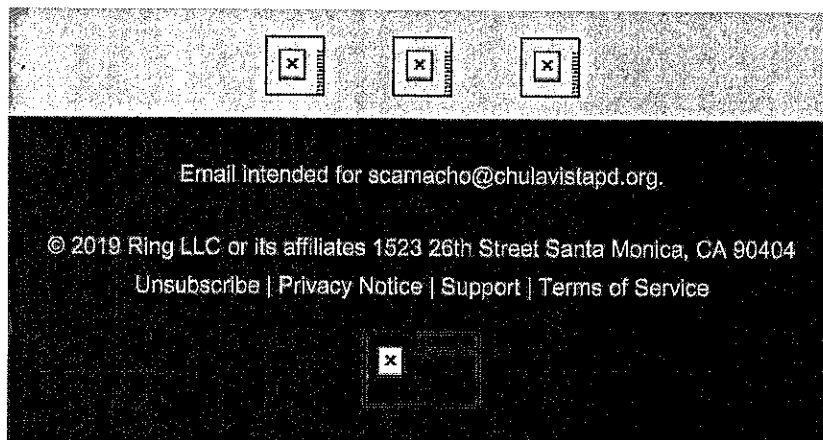 Email intended for scamacho@chulavistapd.org.
© 2019 Ring LLC or its affiliates 1523 26th Street Santa Monica, CA 90404
Unsubscribe | Privacy Notice | Support | Terms of Service